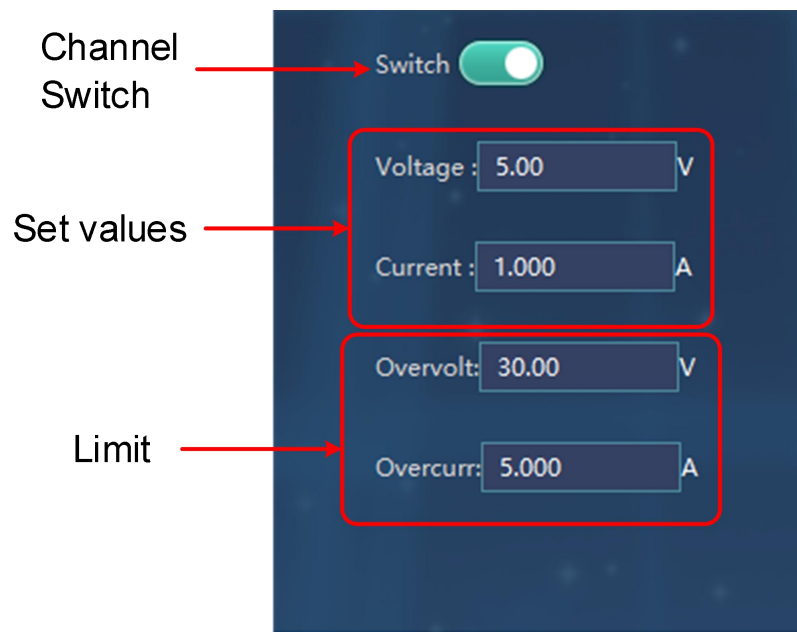 Channel
Switch
Switch
Set values
Voltage : 5.00 V
Current : 1.000 A
Limit
Overvolt: 30.00 V
Overcurr: 5.000 A